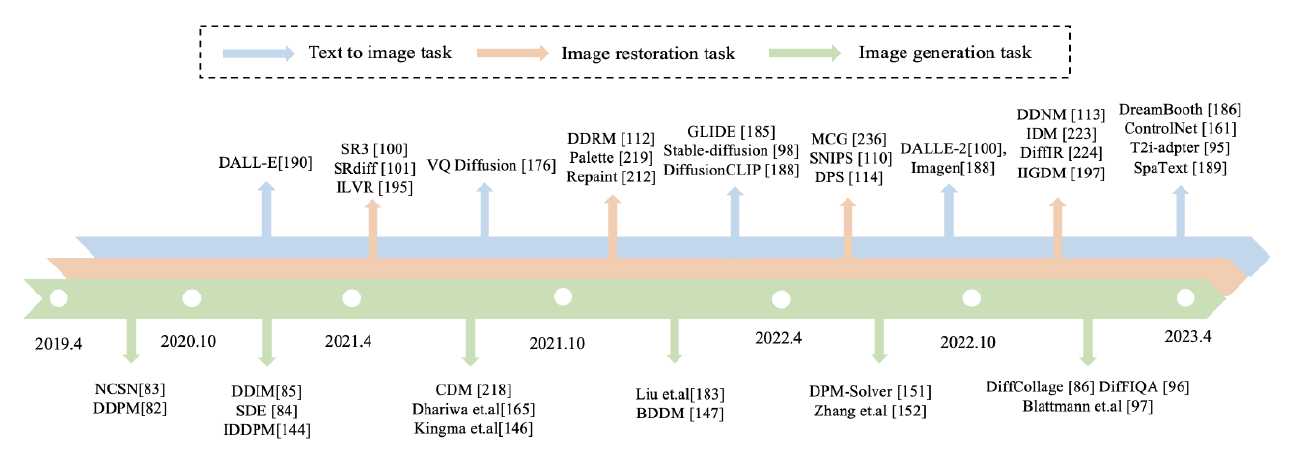 Text to image task
Image restoration task
Image generation task
DALL-E[190]
SR3 [100]
SRdiff [101]
ILVR [195]
VQ Diffusion [176]
DDRM [112]
Palette [219]
Repaint [212]
GLIDE [185]
Stable-diffusion [98]
DiffusionCLIP [188]
MCG [236]
SNIPS [110]
DPS [114]
DALLE-2[100],
Imagen[188]
DDNM [113]
IDM [223]
DiffIR [224]
IIGDM [197]
DreamBooth [186]
ControlNet [161]
T2i-adpter [95]
SpaText [189]
2019.4
2020.10
2021.4
2021.10
2022.4
2022.10
2023.4
NCSN[83]
DDPM[82]
DDIM[85]
SDE [84]
IDDPM[144]
CDM [218]
Dhariwa et.al[165]
Kingma et.al[146]
Liu et.al[183]
BDDM [147]
DPM-Solver [151]
Zhang et.al [152]
DiffCollage [86] DifFIQA [96]
Blattmann et.al [97]